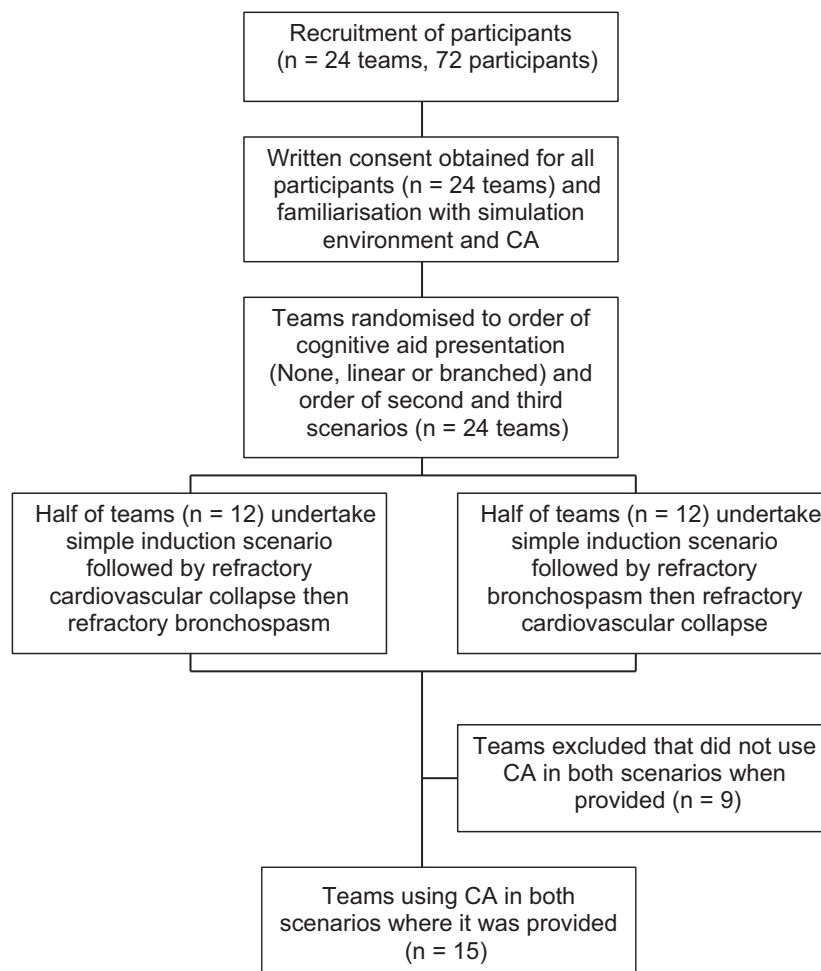 Recruitment of participants
(n = 24 teams, 72 participants)
Written consent obtained for all
participants (n = 24 teams) and
familiarisation with simulation
environment and CA
Teams randomised to order of
cognitive aid presentation
(None, linear or branched) and
order of second and third
scenarios (n = 24 teams)
Half of teams (n = 12) undertake
simple induction scenario
followed by refractory
cardiovascular collapse then
refractory bronchospasm
Half of teams (n = 12) undertake
simple induction scenario
followed by refractory
bronchospasm then refractory
cardiovascular collapse
Teams excluded that did not use
CA in both scenarios when
provided (n = 9)
Teams using CA in both
scenarios where it was provided
(n = 15)